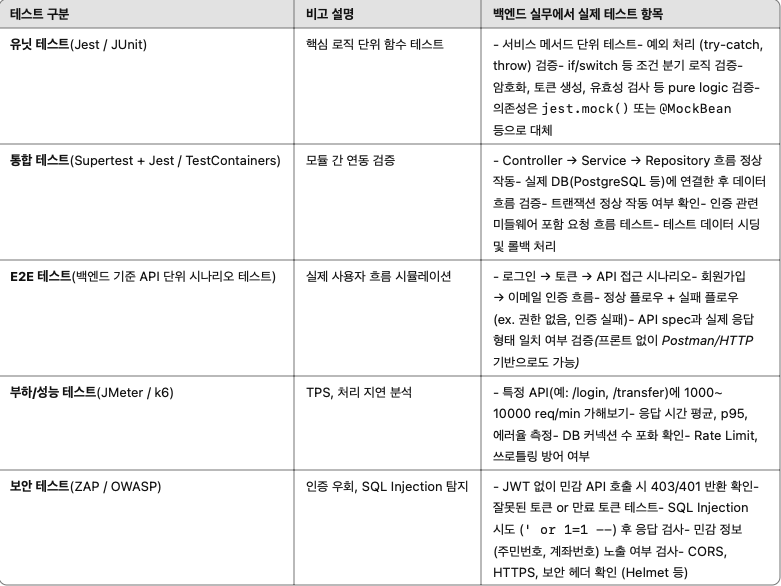 테스트 구분 비고 설명 백엔드 실무에서 실제 테스트 항목
유닛 테스트(Jest / JUnit) 핵심 로직 단위 함수 테스트 - 서비스 메서드 단위 테스트- 예외 처리 (try-catch,
throw) 검증- if/switch 등 조건 분기 로직 검증-
암호화, 토큰 생성, 유효성 검사 등 pure logic 검증-
의존성은 jest.mock() 또는 @MockBean
등으로 대체
통합 테스트(Supertest + Jest / TestContainers) 모듈 간 연동 검증 - Controller → Service → Repository 흐름 정상
작동- 실제 DB(PostgreSQL 등)에 연결한 후 데이터
흐름 검증- 트랜잭션 정상 작동 여부 확인- 인증 관련
미들웨어 포함 요청 흐름 테스트- 테스트 데이터 시딩
및 롤백 처리
E2E 테스트(백엔드 기준 API 단위 시나리오 테스트) 실제 사용자 흐름 시뮬레이션 - 로그인 → 토큰 → API 접근 시나리오- 회원가입
→ 이메일 인증 흐름- 정상 플로우 + 실패 플로우
(ex. 권한 없음, 인증 실패)- API spec과 실제 응답
형태 일치 여부 검증(프론트 없이 Postman/HTTP
기반으로도 가능)
부하/성능 테스트(JMeter / k6) TPS, 처리 지연 분석 - 특정 API(예: /login, /transfer)에 1000~
10000 req/min 가해보기- 응답 시간 평균, p95,
에러율 측정- DB 커넥션 수 포화 확인- Rate Limit,
쓰로틀링 방어 여부
보안 테스트(ZAP / OWASP) 인증 우회, SQL Injection 탐지 - JWT 없이 민감 API 호출 시 403/401 반환 확인-
잘못된 토큰 or 만료 토큰 테스트- SQL Injection
시도 (' or 1=1 --) 후 응답 검사- 민감 정보
(주민번호, 계좌번호) 노출 여부 검사- CORS,
HTTPS, 보안 헤더 확인 (Helmet 등)